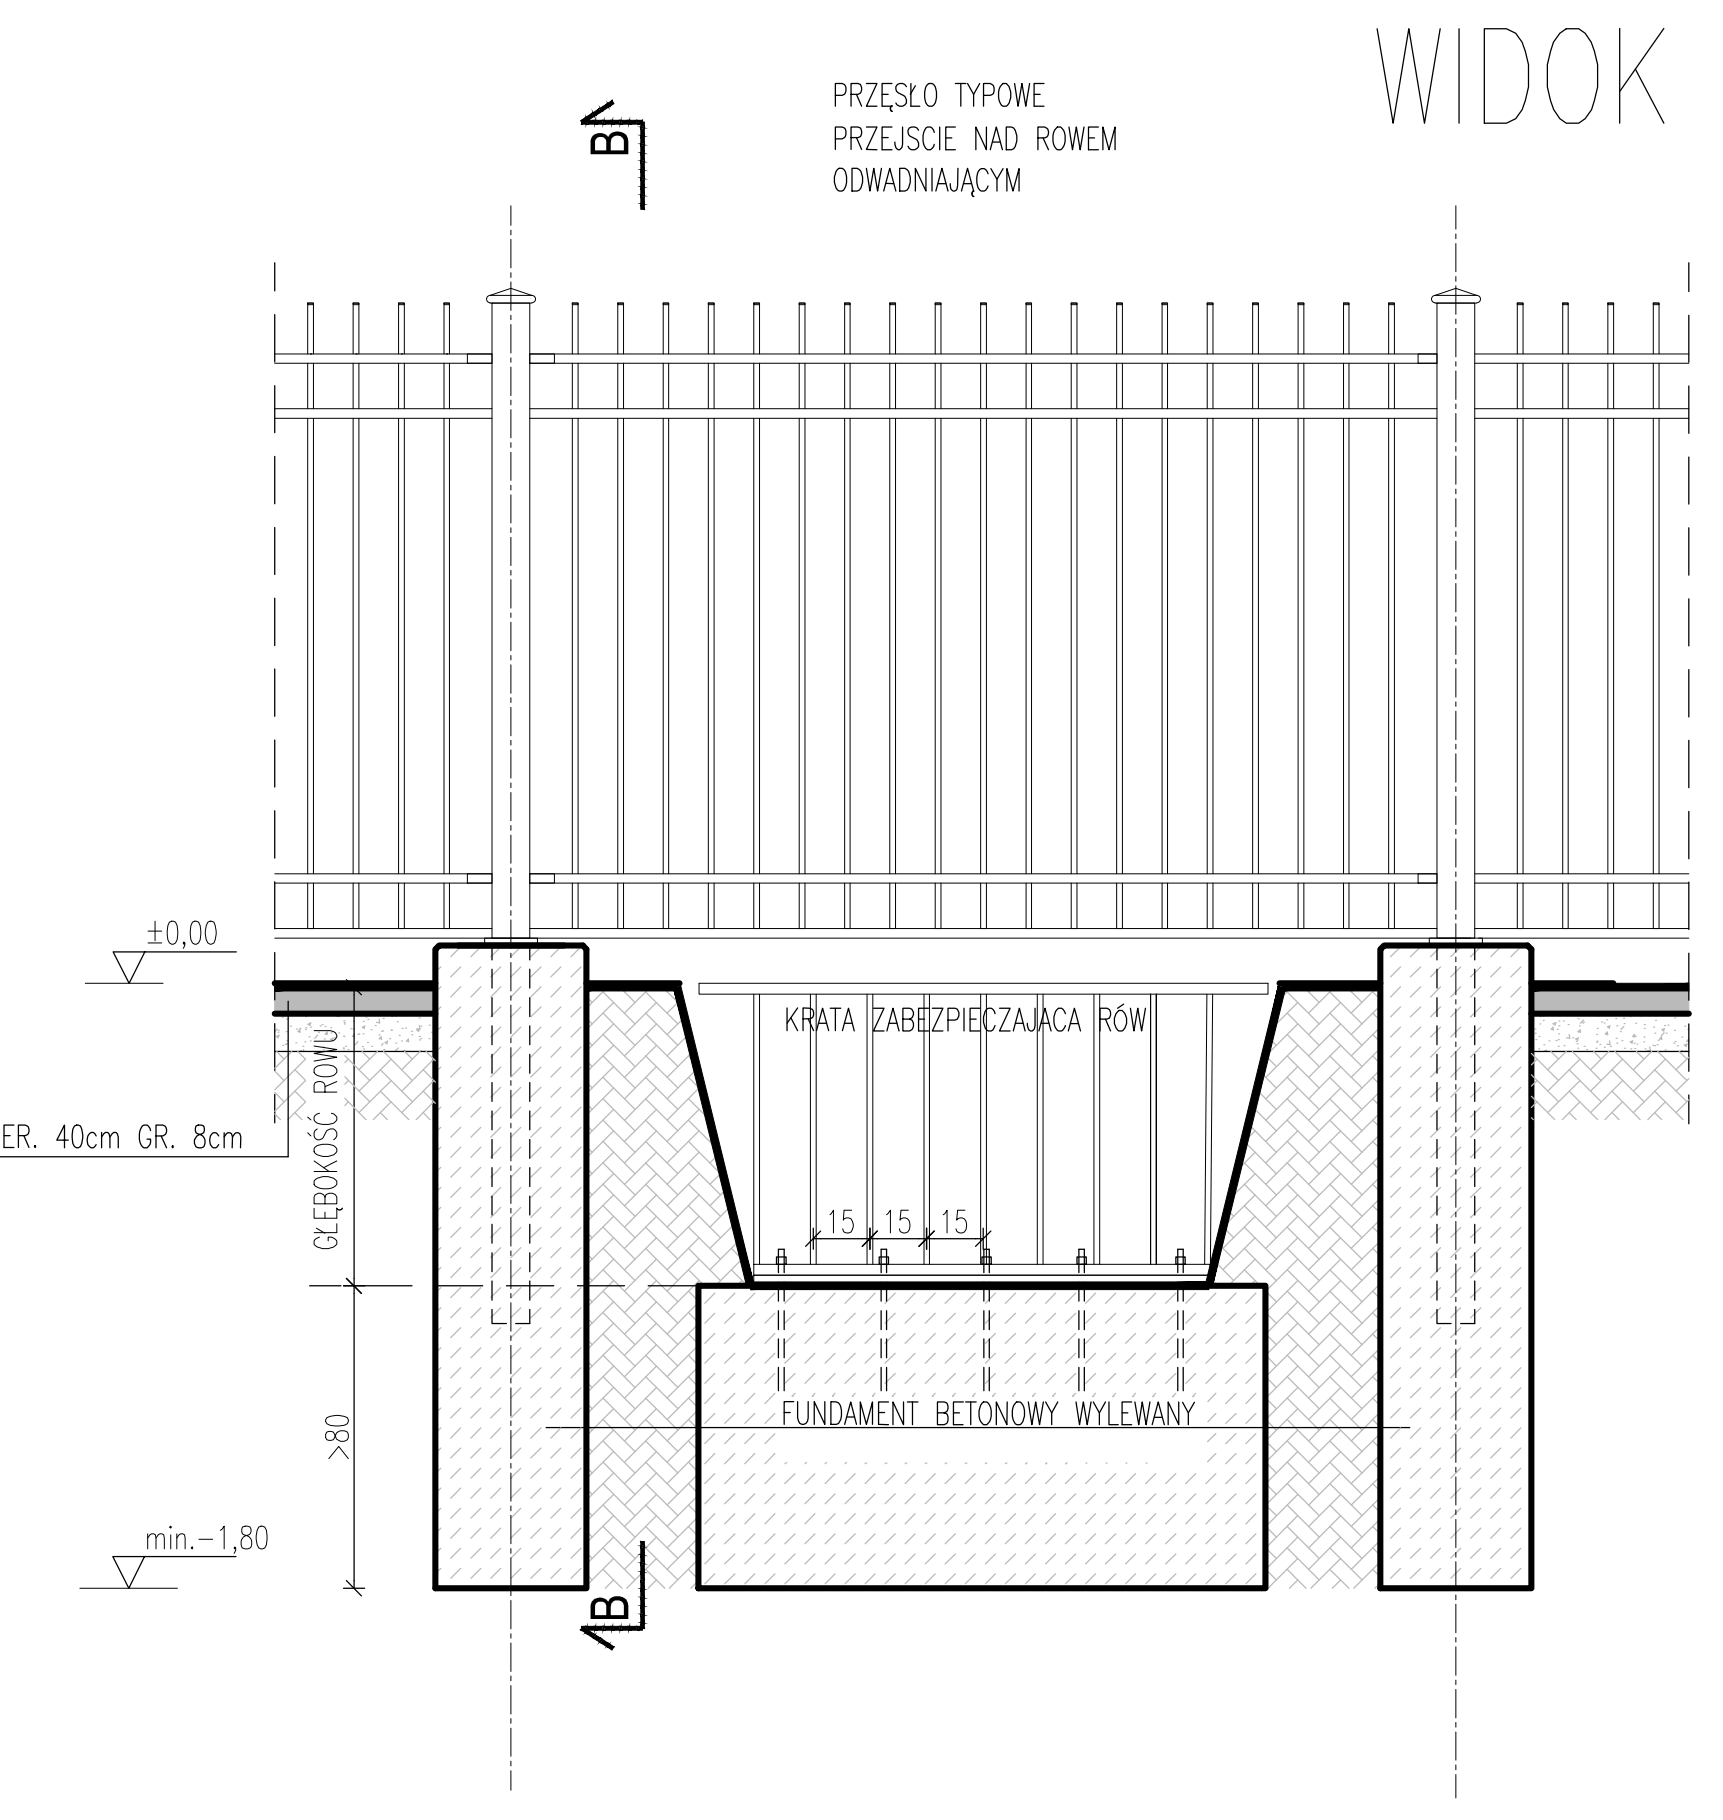 WIDOK
PRZĘSŁO TYPOWE
PRZEJSCIE NAD ROWEM
ODWADNIAJĄCYM
B
±0,00
KRATA ZABEZPIECZAJACA RÓW
GŁĘBOKOŚĆ ROWU
ER. 40cm GR. 8cm
15 15 15
FUNDAMENT BETONOWY WYLEWANY
>80
min.-1,80
B